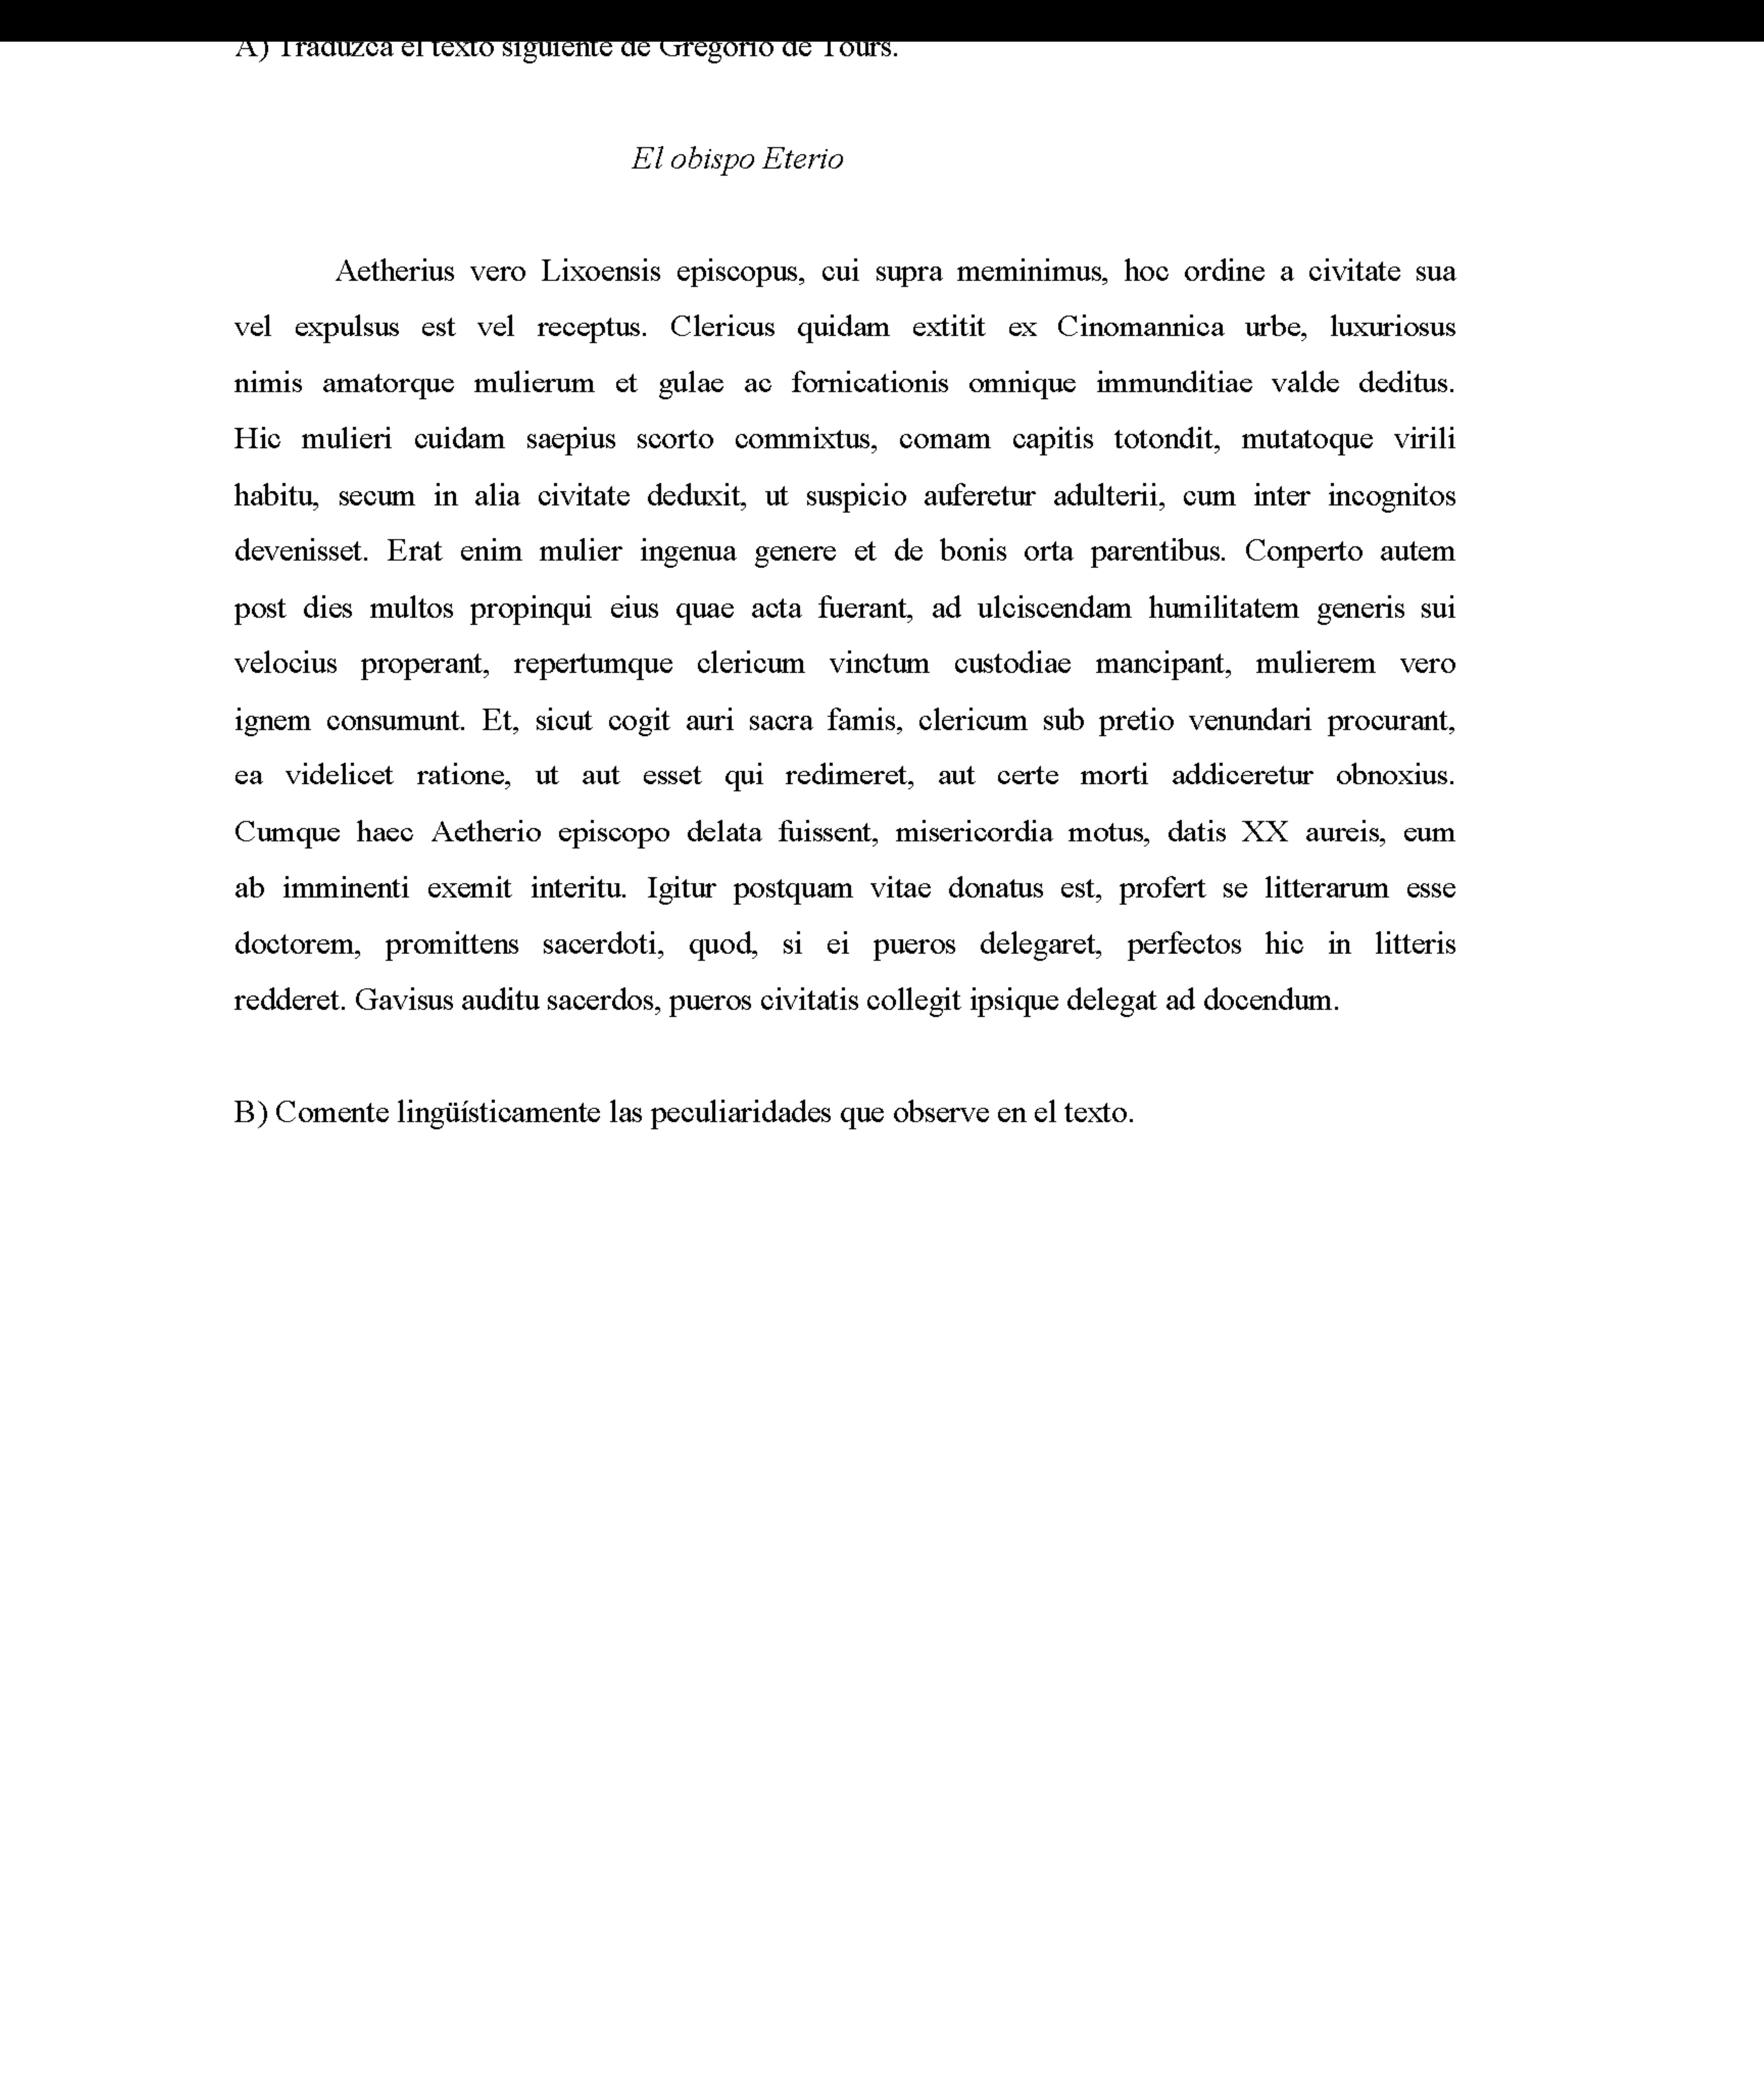 A) Traduzca el texto siguiente de Gregorio de Tours.
El obispo Eterio
Aetherius vero Lixoensis episcopus, cui supra meminimus, hoc ordine a civitate sua
vel expulsus est vel receptus. Clericus quidam extitit ex Cinomannica urbe, luxuriosus
nimis amatorque mulierum et gulae ac fornicationis omnique immunditiae valde deditus.
Hic mulieri cuidam saepius scorto commixtus, comam capitis totondit, mutatoque virili
habitu, secum in alia civitate deduxit, ut suspicio auferetur adulterii, cum inter incognitos
devenisset. Erat enim mulier ingenua genere et de bonis orta parentibus. Conperto autem
post dies multos propinqui eius quae acta fuerant, ad ulciscendam humilitatem generis sui
velocius properant, repertumque clericum vinctum custodiae mancipant, mulierem vero
ignem consumunt. Et, sicut cogit auri sacra famis, clericum sub pretio venundari procurant,
ea videlicet ratione, ut aut esset qui redimeret, aut certe morti addiceretur obnoxius.
Cumque haec Aetherio episcopo delata fuissent, misericordia motus, datis XX aureis, eum
ab imminenti exemit interitu. Igitur postquam vitae donatus est, profert se litterarum esse
doctorem, promittens sacerdoti, quod, si ei pueros delegaret, perfectos hic in litteris
redderet. Gavisus auditu sacerdos, pueros civitatis collegit ipsique delegat ad docendum.
B) Comente lingüísticamente las peculiaridades que observe en el texto.